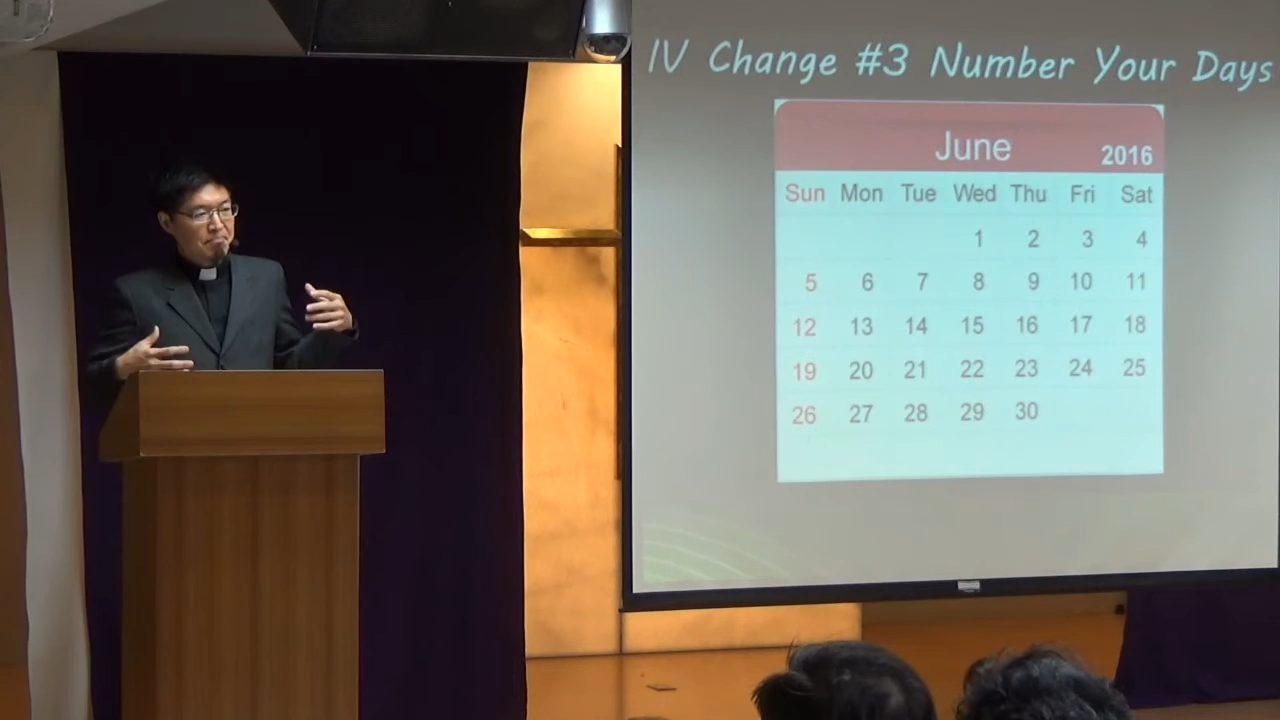 IV Change #3 Number Your Days
June 2016
Sun Mon Tue Wed Thu Fri Sat
1 2 3 4
5 6 7 8 9 10 11
12 13 14 15 16 17 18
19 20 21 22 23 24 25
26 27 28 29 30